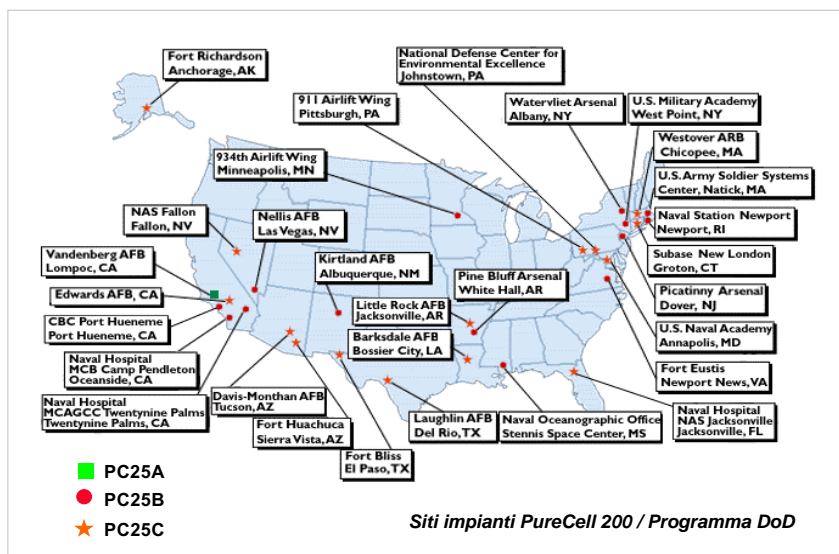 Fort Richardson
Anchorage, AK
National Defense Center for
Environmental Excellence
Johnstown, PA
911 Airlift Wing
Pittsburgh, PA
Watervliet Arsenal
Albany, NY
U.S. Military Academy
West Point, NY
Westover ARB
Chicopee, MA
934th Airlift Wing
Minneapolis, MN
U.S. Army Soldier Systems
Center, Natick, MA
NAS Fallon
Fallon, NV
Nellis AFB
Las Vegas, NV
Naval Station Newport
Newport, RI
Vandenberg AFB
Lompoc, CA
Kirtland AFB
Albuquerque, NM
Pine Bluff Arsenal
White Hall, AR
Subase New London
Groton, CT
Edwards AFB, CA
Little Rock AFB
Jacksonville, AR
Picatinny Arsenal
Dover, NJ
CBC Port Hueneme
Port Hueneme, CA
Barksdale AFB
Bossier City, LA
U.S. Naval Academy
Annapolis, MD
Naval Hospital
MCB Camp Pendleton
Oceanside, CA
Fort Eustis
Newport News, VA
Naval Hospital
MCAGCC Twentynine Palms
Twentynine Palms, CA
Davis-Monthan AFB
Tucson, AZ
Fort Huachuca
Sierra Vista, AZ
Fort Bliss
El Paso, TX
Laughlin AFB
Del Rio, TX
Naval Oceanographic Office
Stennis Space Center, MS
Naval Hospital
NAS Jacksonville
Jacksonville, FL
PC25A
PC25B
PC25C
Siti impianti PureCell 200 / Programma DoD